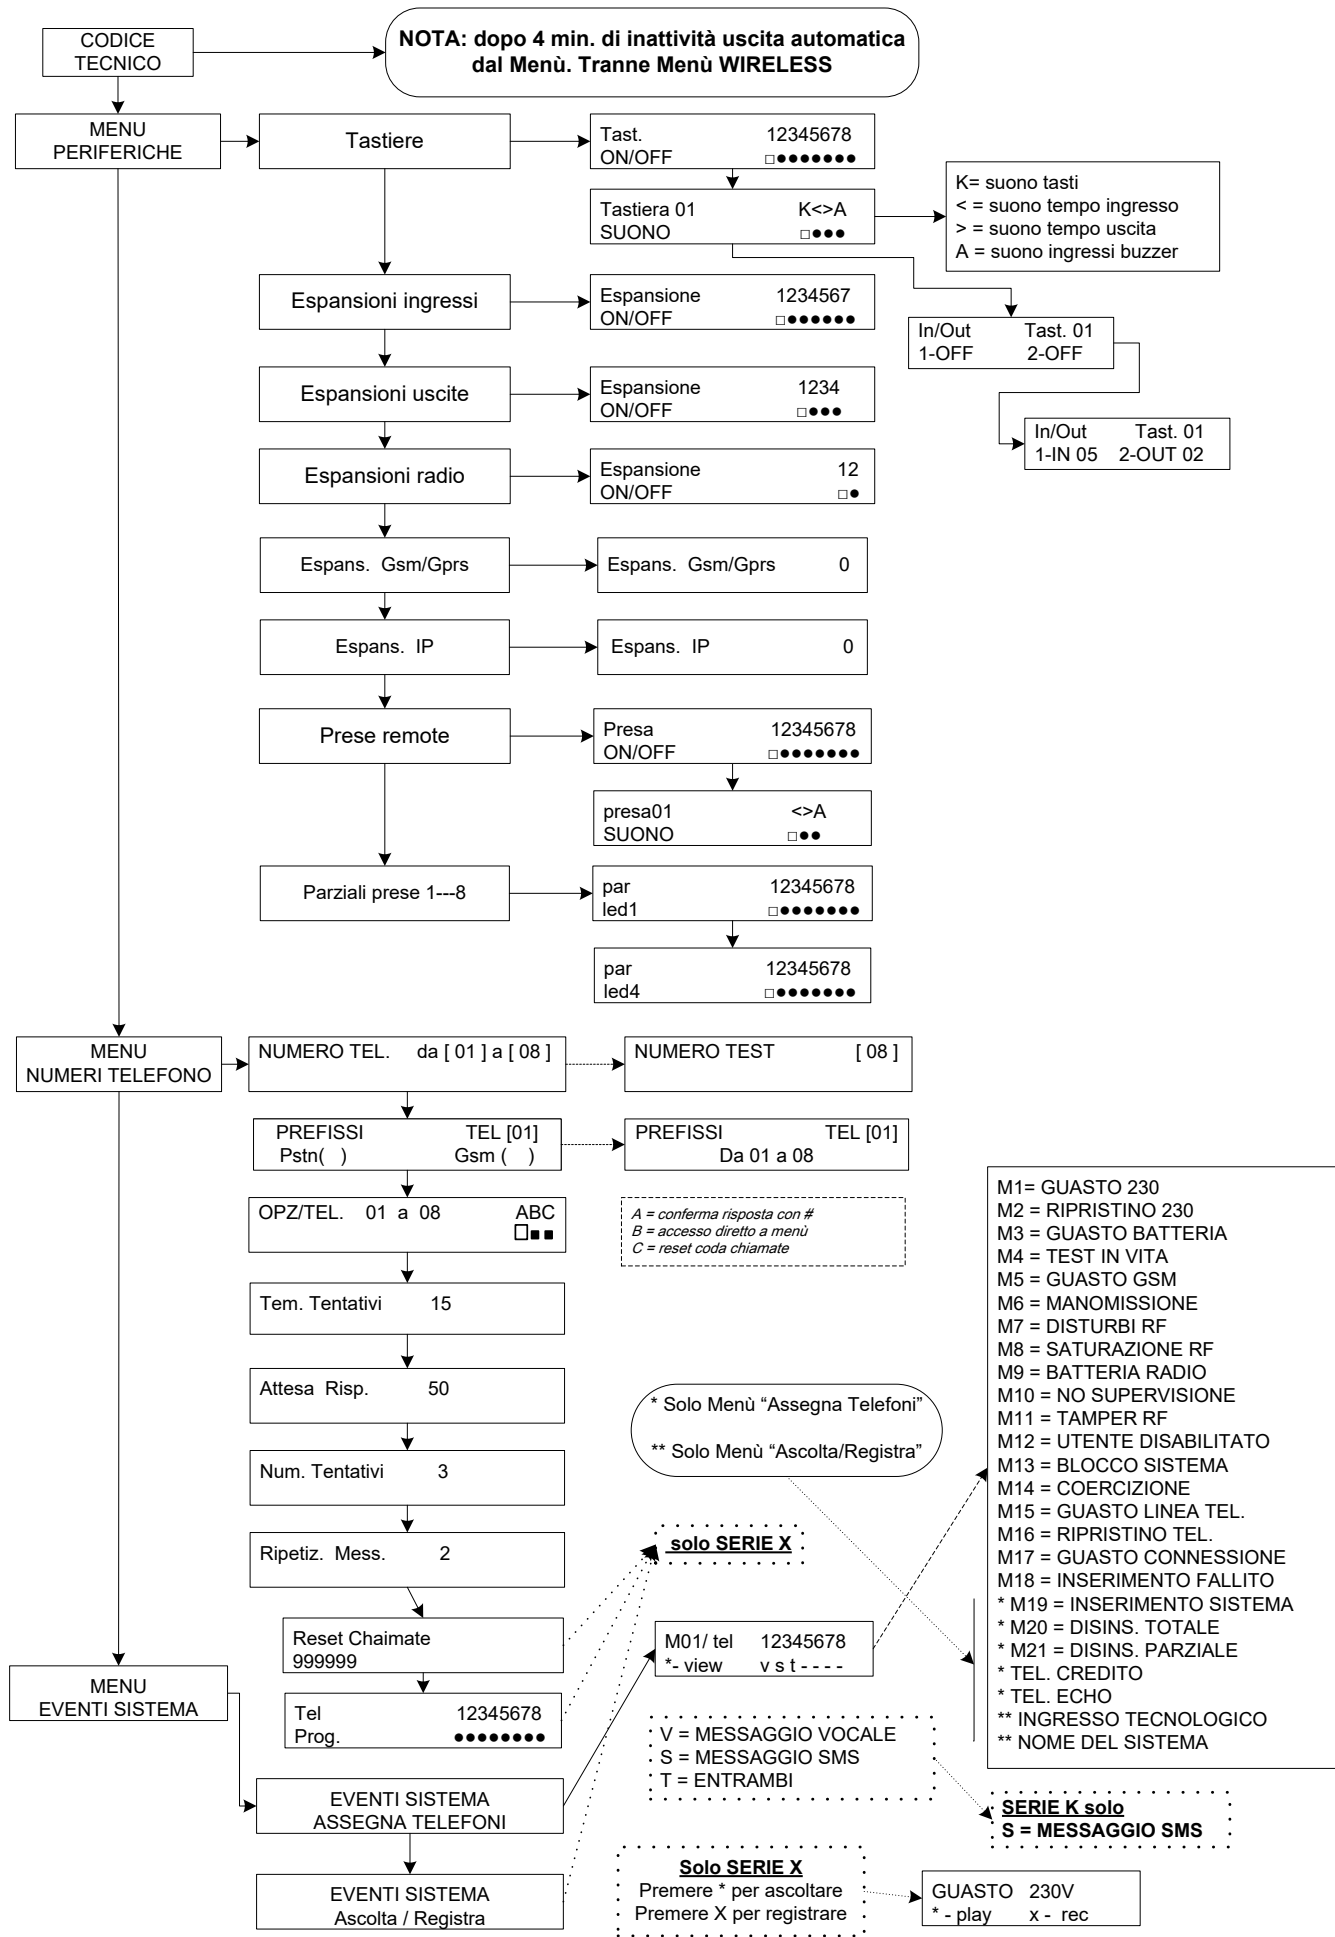 CODICE
TECNICO
NOTA: dopo 4 min. di inattività uscita automatica
dal Menù. Tranne Menù WIRELESS
MENU
PERIFERICHE
Tastiere
Tast. 12345678
ON/OFF □●●●●●●●
Tastiera 01 K<>A
SUONO □●●●
K= suono tasti
< = suono tempo ingresso
> = suono tempo uscita
A = suono ingressi buzzer
Espansioni ingressi
Espansione 1234567
ON/OFF □●●●●●●
In/Out Tast. 01
1-OFF 2-OFF
Espansioni uscite
Espansione 1234
ON/OFF □●●●
In/Out Tast. 01
1-IN 05 2-OUT 02
Espansioni radio
Espansione 12
ON/OFF □●
Espans. Gsm/Gprs
Espans. Gsm/Gprs 0
Espans. IP
Espans. IP 0
Prese remote
Presa 12345678
ON/OFF □●●●●●●●
presa01 <>A
SUONO □●●
Parziali prese 1---8
par 12345678
led1 □●●●●●●●
par 12345678
led4 □●●●●●●●
MENU
NUMERI TELEFONO
NUMERO TEL. da [ 01 ] a [ 08 ]
NUMERO TEST [ 08 ]
PREFISSI TEL [01]
Pstn( ) Gsm ( )
PREFISSI TEL [01]
Da 01 a 08
OPZ/TEL. 01 a 08 ABC
□■■
A = conferma risposta con #
B = accesso diretto a menù
C = reset coda chiamate
Tem. Tentativi 15
Attesa Risp. 50
Num. Tentativi 3
Ripetiz. Mess. 2
Reset Chaimate
999999
Tel 12345678
Prog. ●●●●●●●●
* Solo Menù “Assegna Telefoni”
** Solo Menù “Ascolta/Registra”
solo SERIE X
M1= GUASTO 230
M2 = RIPRISTINO 230
M3 = GUASTO BATTERIA
M4 = TEST IN VITA
M5 = GUASTO GSM
M6 = MANOMISSIONE
M7 = DISTURBI RF
M8 = SATURAZIONE RF
M9 = BATTERIA RADIO
M10 = NO SUPERVISIONE
M11 = TAMPER RF
M12 = UTENTE DISABILITATO
M13 = BLOCCO SISTEMA
M14 = COERCIZIONE
M15 = GUASTO LINEA TEL.
M16 = RIPRISTINO TEL.
M17 = GUASTO CONNESSIONE
M18 = INSERIMENTO FALLITO
* M19 = INSERIMENTO SISTEMA
* M20 = DISINS. TOTALE
* M21 = DISINS. PARZIALE
* TEL. CREDITO
* TEL. ECHO
** INGRESSO TECNOLOGICO
** NOME DEL SISTEMA
MENU
EVENTI SISTEMA
M01/ tel 12345678
*- view v s t - - - -
V = MESSAGGIO VOCALE
S = MESSAGGIO SMS
T = ENTRAMBI
EVENTI SISTEMA
ASSEGNA TELEFONI
SERIE K solo
S = MESSAGGIO SMS
EVENTI SISTEMA
Ascolta / Registra
Solo SERIE X
Premere * per ascoltare
Premere X per registrare
GUASTO 230V
* - play x - rec